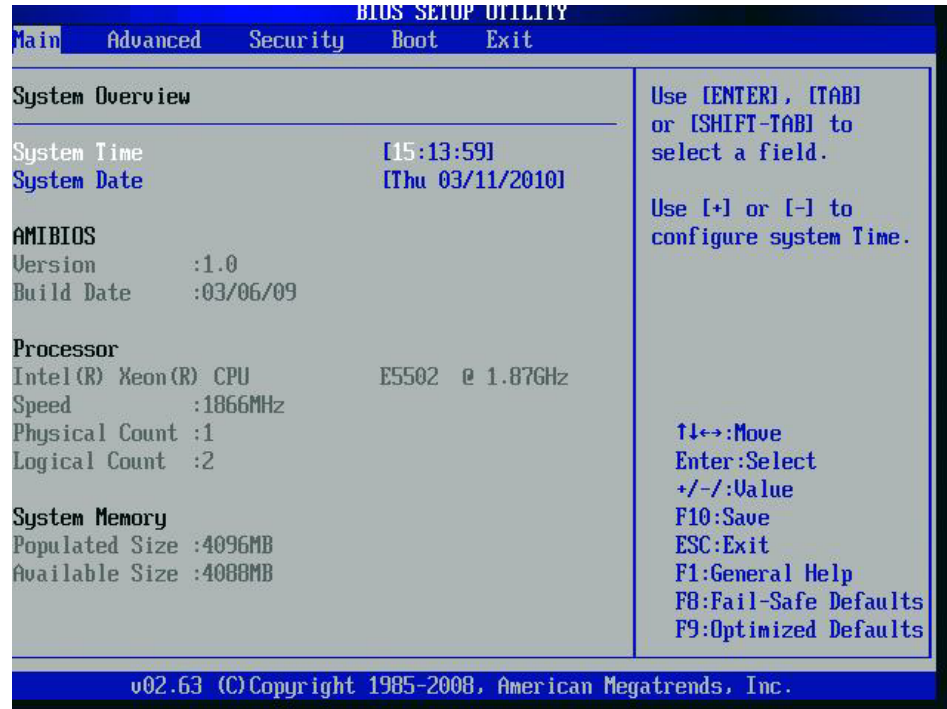 BIOS SETUP UTILITY
Main Advanced Security Boot Exit
System Overview
System Time [15:13:59]
System Date [Thu 03/11/2010]
AMIBIOS
Version :1.0
Build Date :03/06/09
Processor
Intel(R) Xeon(R) CPU E5502 @ 1.87GHz
Speed :1866MHz
Physical Count :1
Logical Count :2
System Memory
Populated Size :4096MB
Available Size :4088MB
Use [ENTER], [TAB]
or [SHIFT-TAB] to
select a field.
Use [+] or [-] to
configure system Time.
↑↓←→:Move
Enter:Select
+/-/:Value
F10:Save
ESC:Exit
F1:General Help
F8:Fail-Safe Defaults
F9:Optimized Defaults
v02.63 (C)Copyright 1985-2008, American Megatrends, Inc.